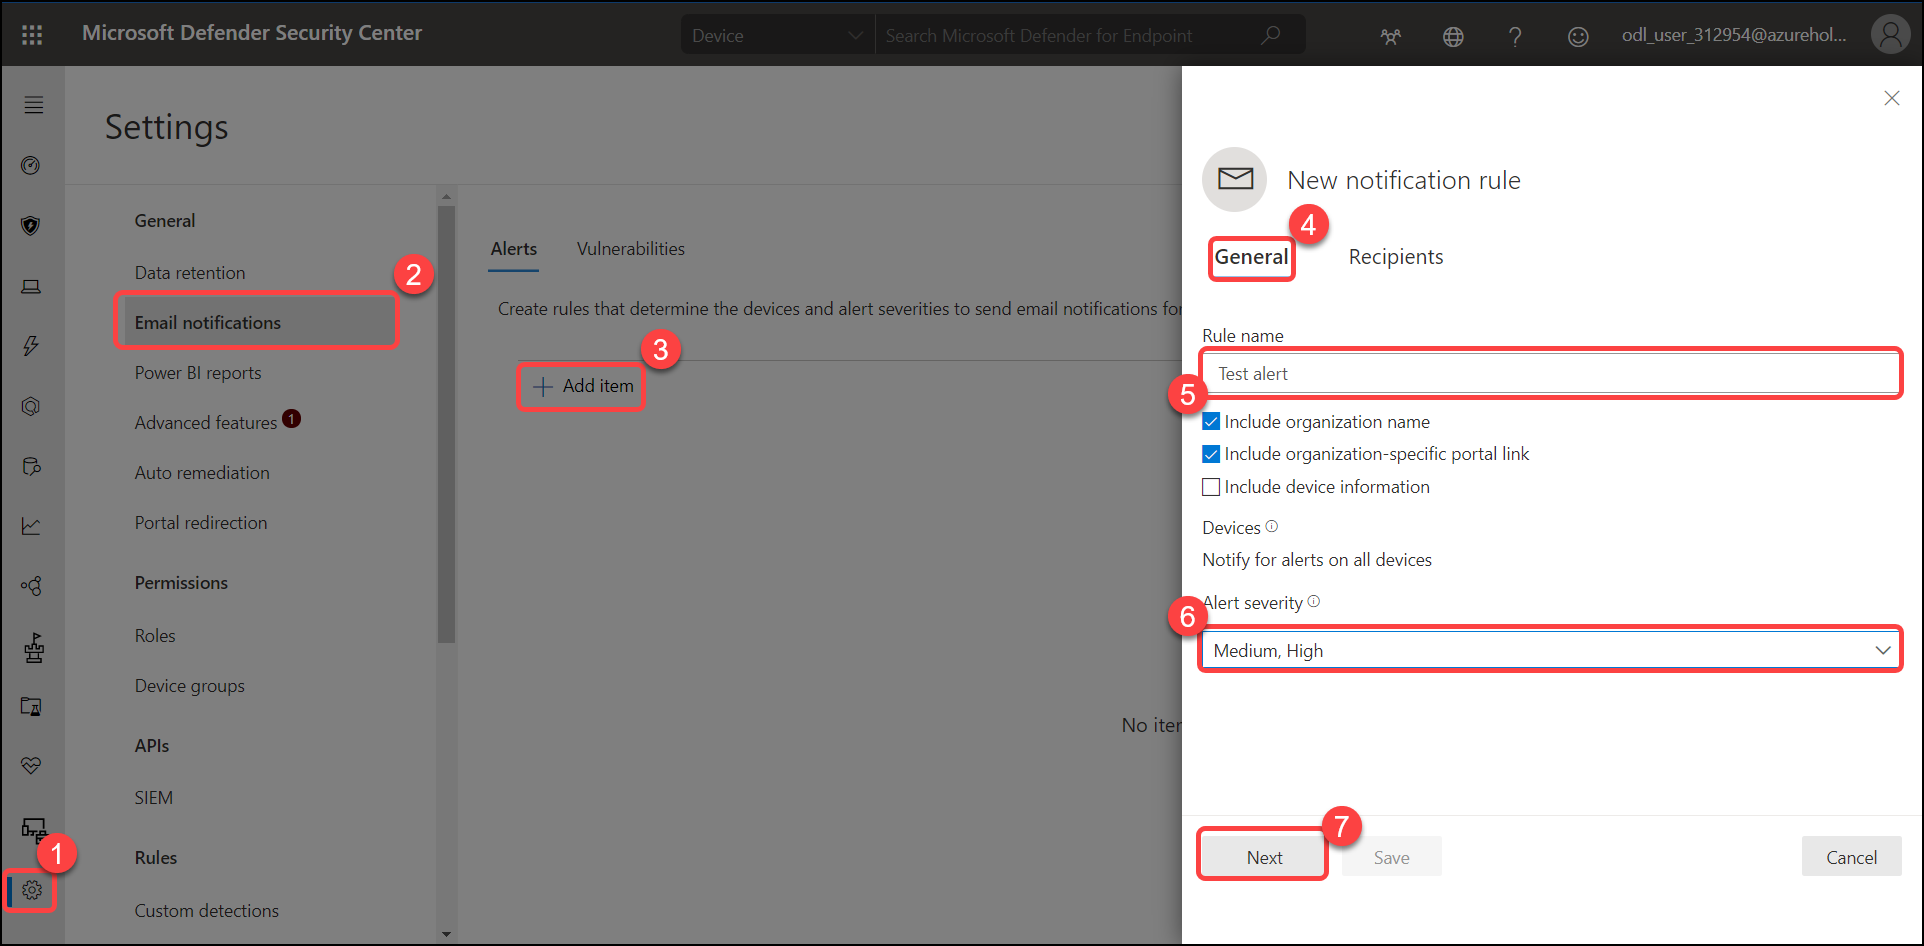 Microsoft Defender Security Center
Device
Search Microsoft Defender for Endpoint
?
odl_user_312954@azurehol...
Settings
General
Data retention
2
Email notifications
Power BI reports
Advanced features 1
Auto remediation
Portal redirection
Permissions
Roles
Device groups
APIs
SIEM
1
Rules
Custom detections
Alerts
Vulnerabilities
Create rules that determine the devices and alert severities to send email notifications for
3
Add item
No iter
New notification rule
4
General
Recipients
Rule name
5
Test alert
Include organization name
Include organization-specific portal link
Include device information
Devices
Notify for alerts on all devices
6
Alert severity
Medium, High
7
Next
Save
Cancel